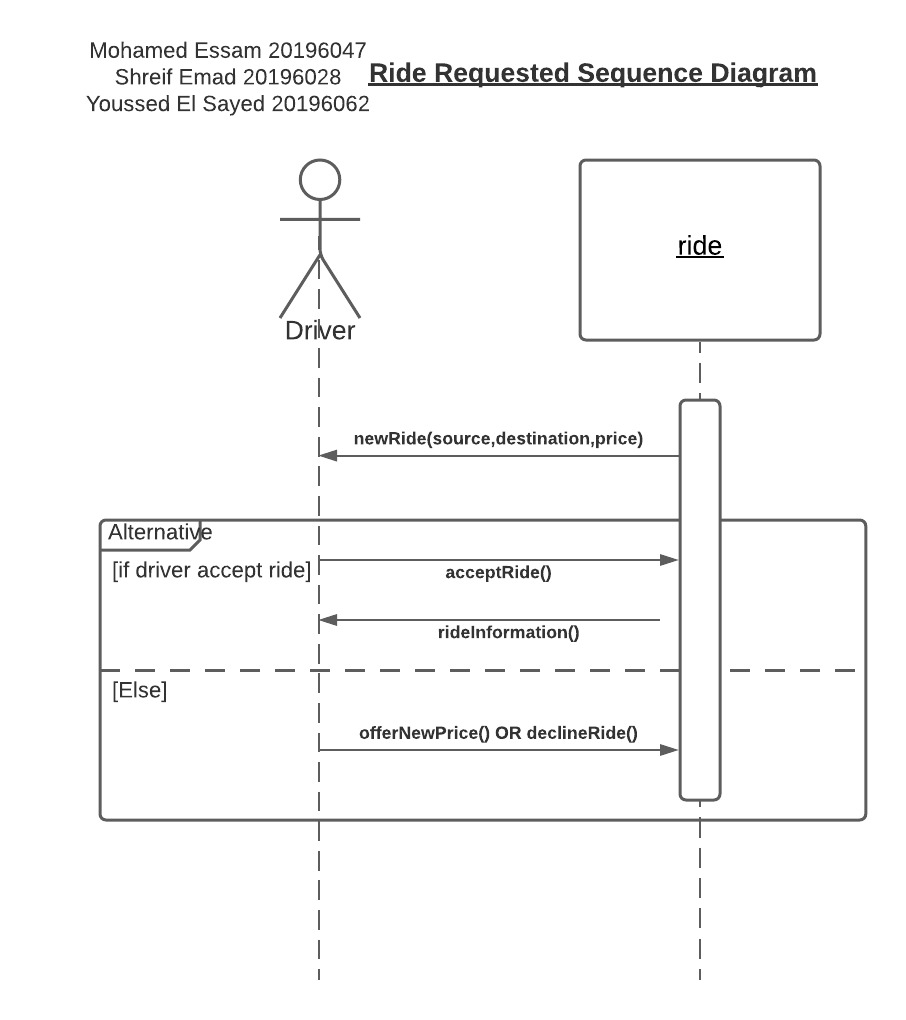 Mohamed Essam 20196047
Shreif Emad 20196028
Youssed El Sayed 20196062
Ride Requested Sequence Diagram
ride
Driver
newRide(source,destination,price)
Alternative
[if driver accept ride]
acceptRide()
rideInformation()
[Else]
offerNewPrice() OR declineRide()